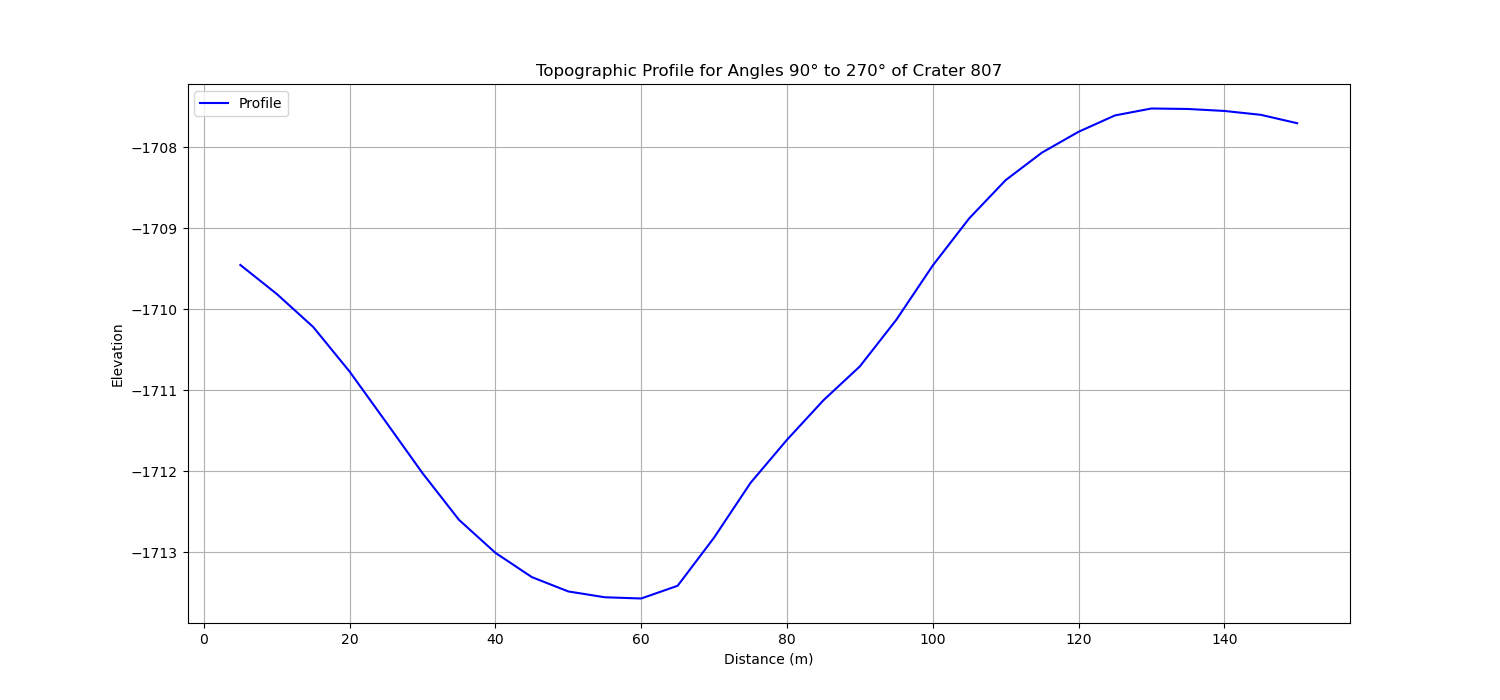 Topographic Profile for Angles 90° to 270° of Crater 807
Profile
−1708
−1709
−1710
−1711
−1712
−1713
Elevation
0 20 40 60 80 100 120 140
Distance (m)